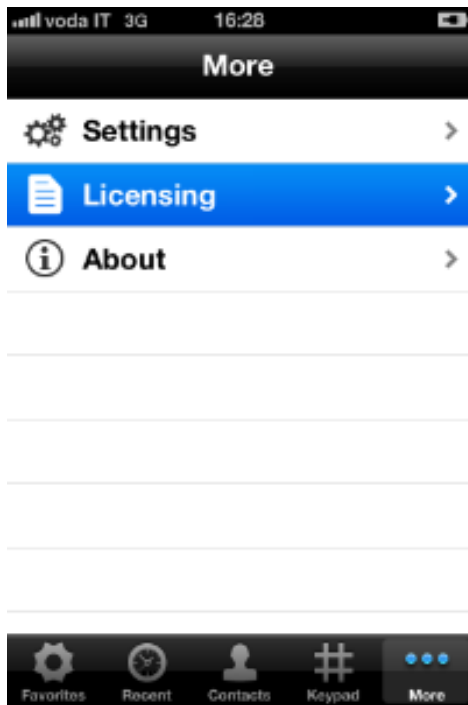 voda IT 3G 16:28
More
Settings
Licensing
About
Favorites Recent Contacts Keypad More